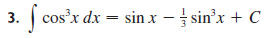 3. ∫ cos³x dx = sin x − ⅓ sin³x + C